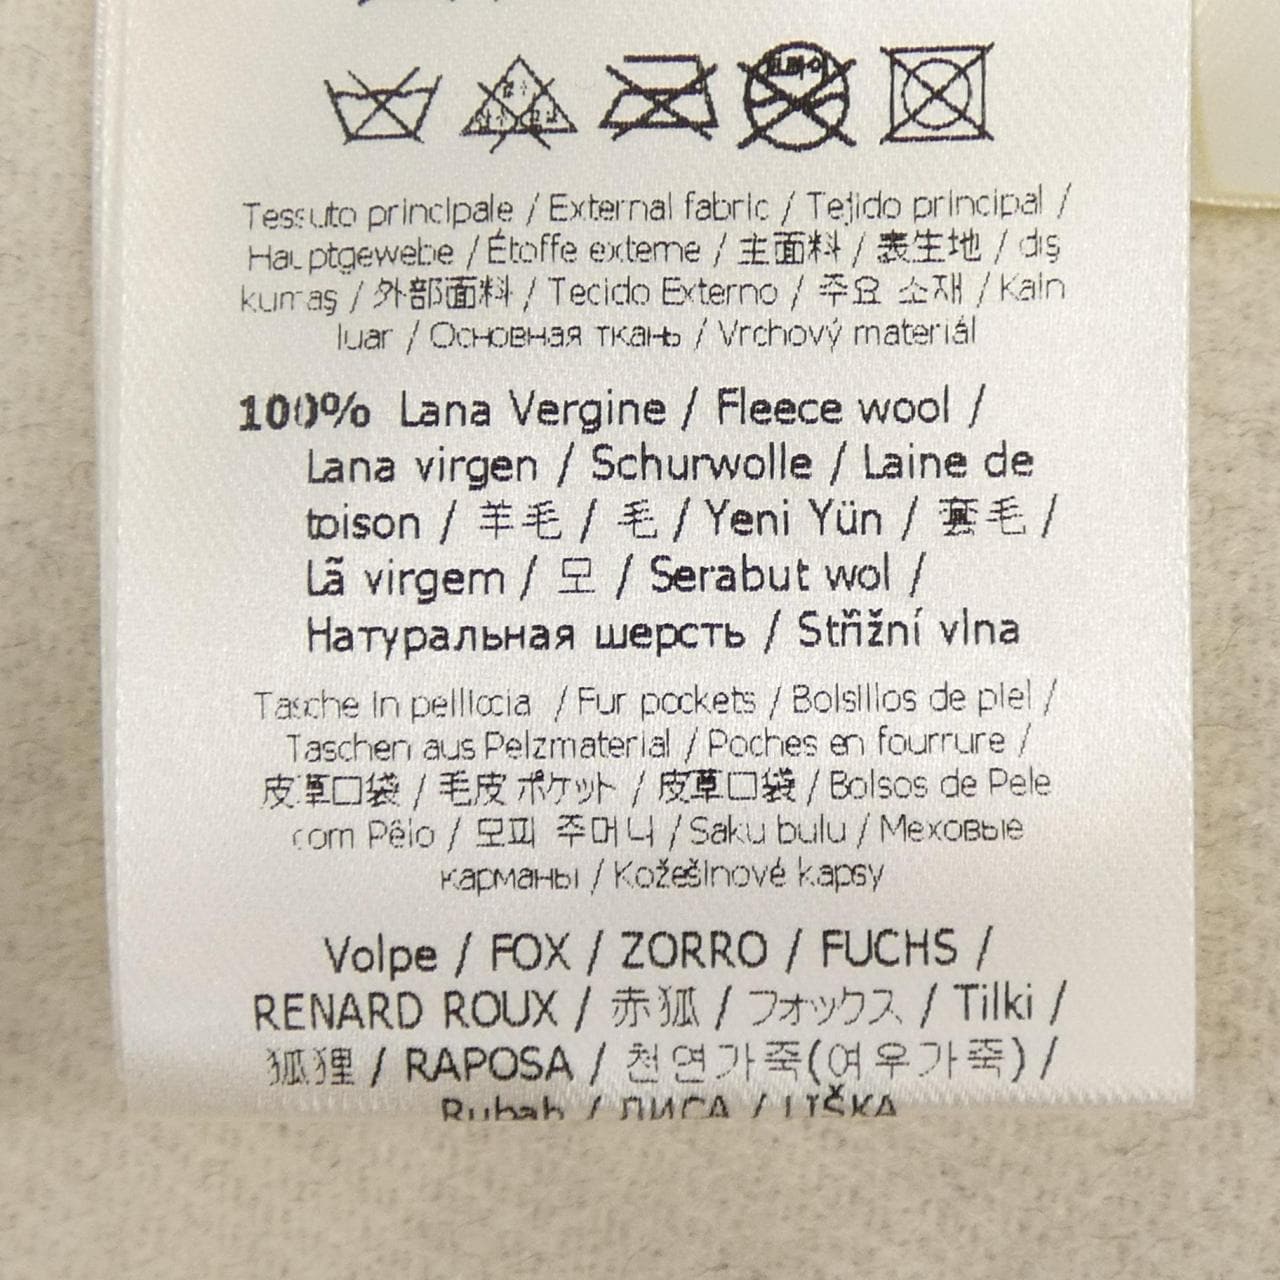 Tessuto principale / External fabric / Tejido principal /
Hauptgewebe / Étoffe externe / 主面料 / 表生地 / dış
kumaş / 外部面料 / Tecido Externo / 주요 소재 / Kain
luar / Основная ткань / Vrchový materiál
100% Lana Vergine / Fleece wool /
Lana virgen / Schurwolle / Laine de
toison / 羊毛 / 毛 / Yeni Yün / 套毛 /
Lã virgem / 모 / Serabut wol /
Натуральная шерсть / Střižní vlna
Tasche in pelliccia / Fur pockets / Bolsillos de piel /
Taschen aus Pelzmaterial / Poches en fourrure /
皮草口袋 / 毛皮 ポケット / 皮草口袋 / Bolsos de Pele
com Pêlo / 모피 주머니 / Saku bulu / Меховые
карманы / Kožešinové kapsy
Volpe / FOX / ZORRO / FUCHS /
RENARD ROUX / 赤狐 / フォックス / Tilki /
狐狸 / RAPOSA / 천연가죽(여우가죽) /
Rubah / ЛИСА / LIŠKA